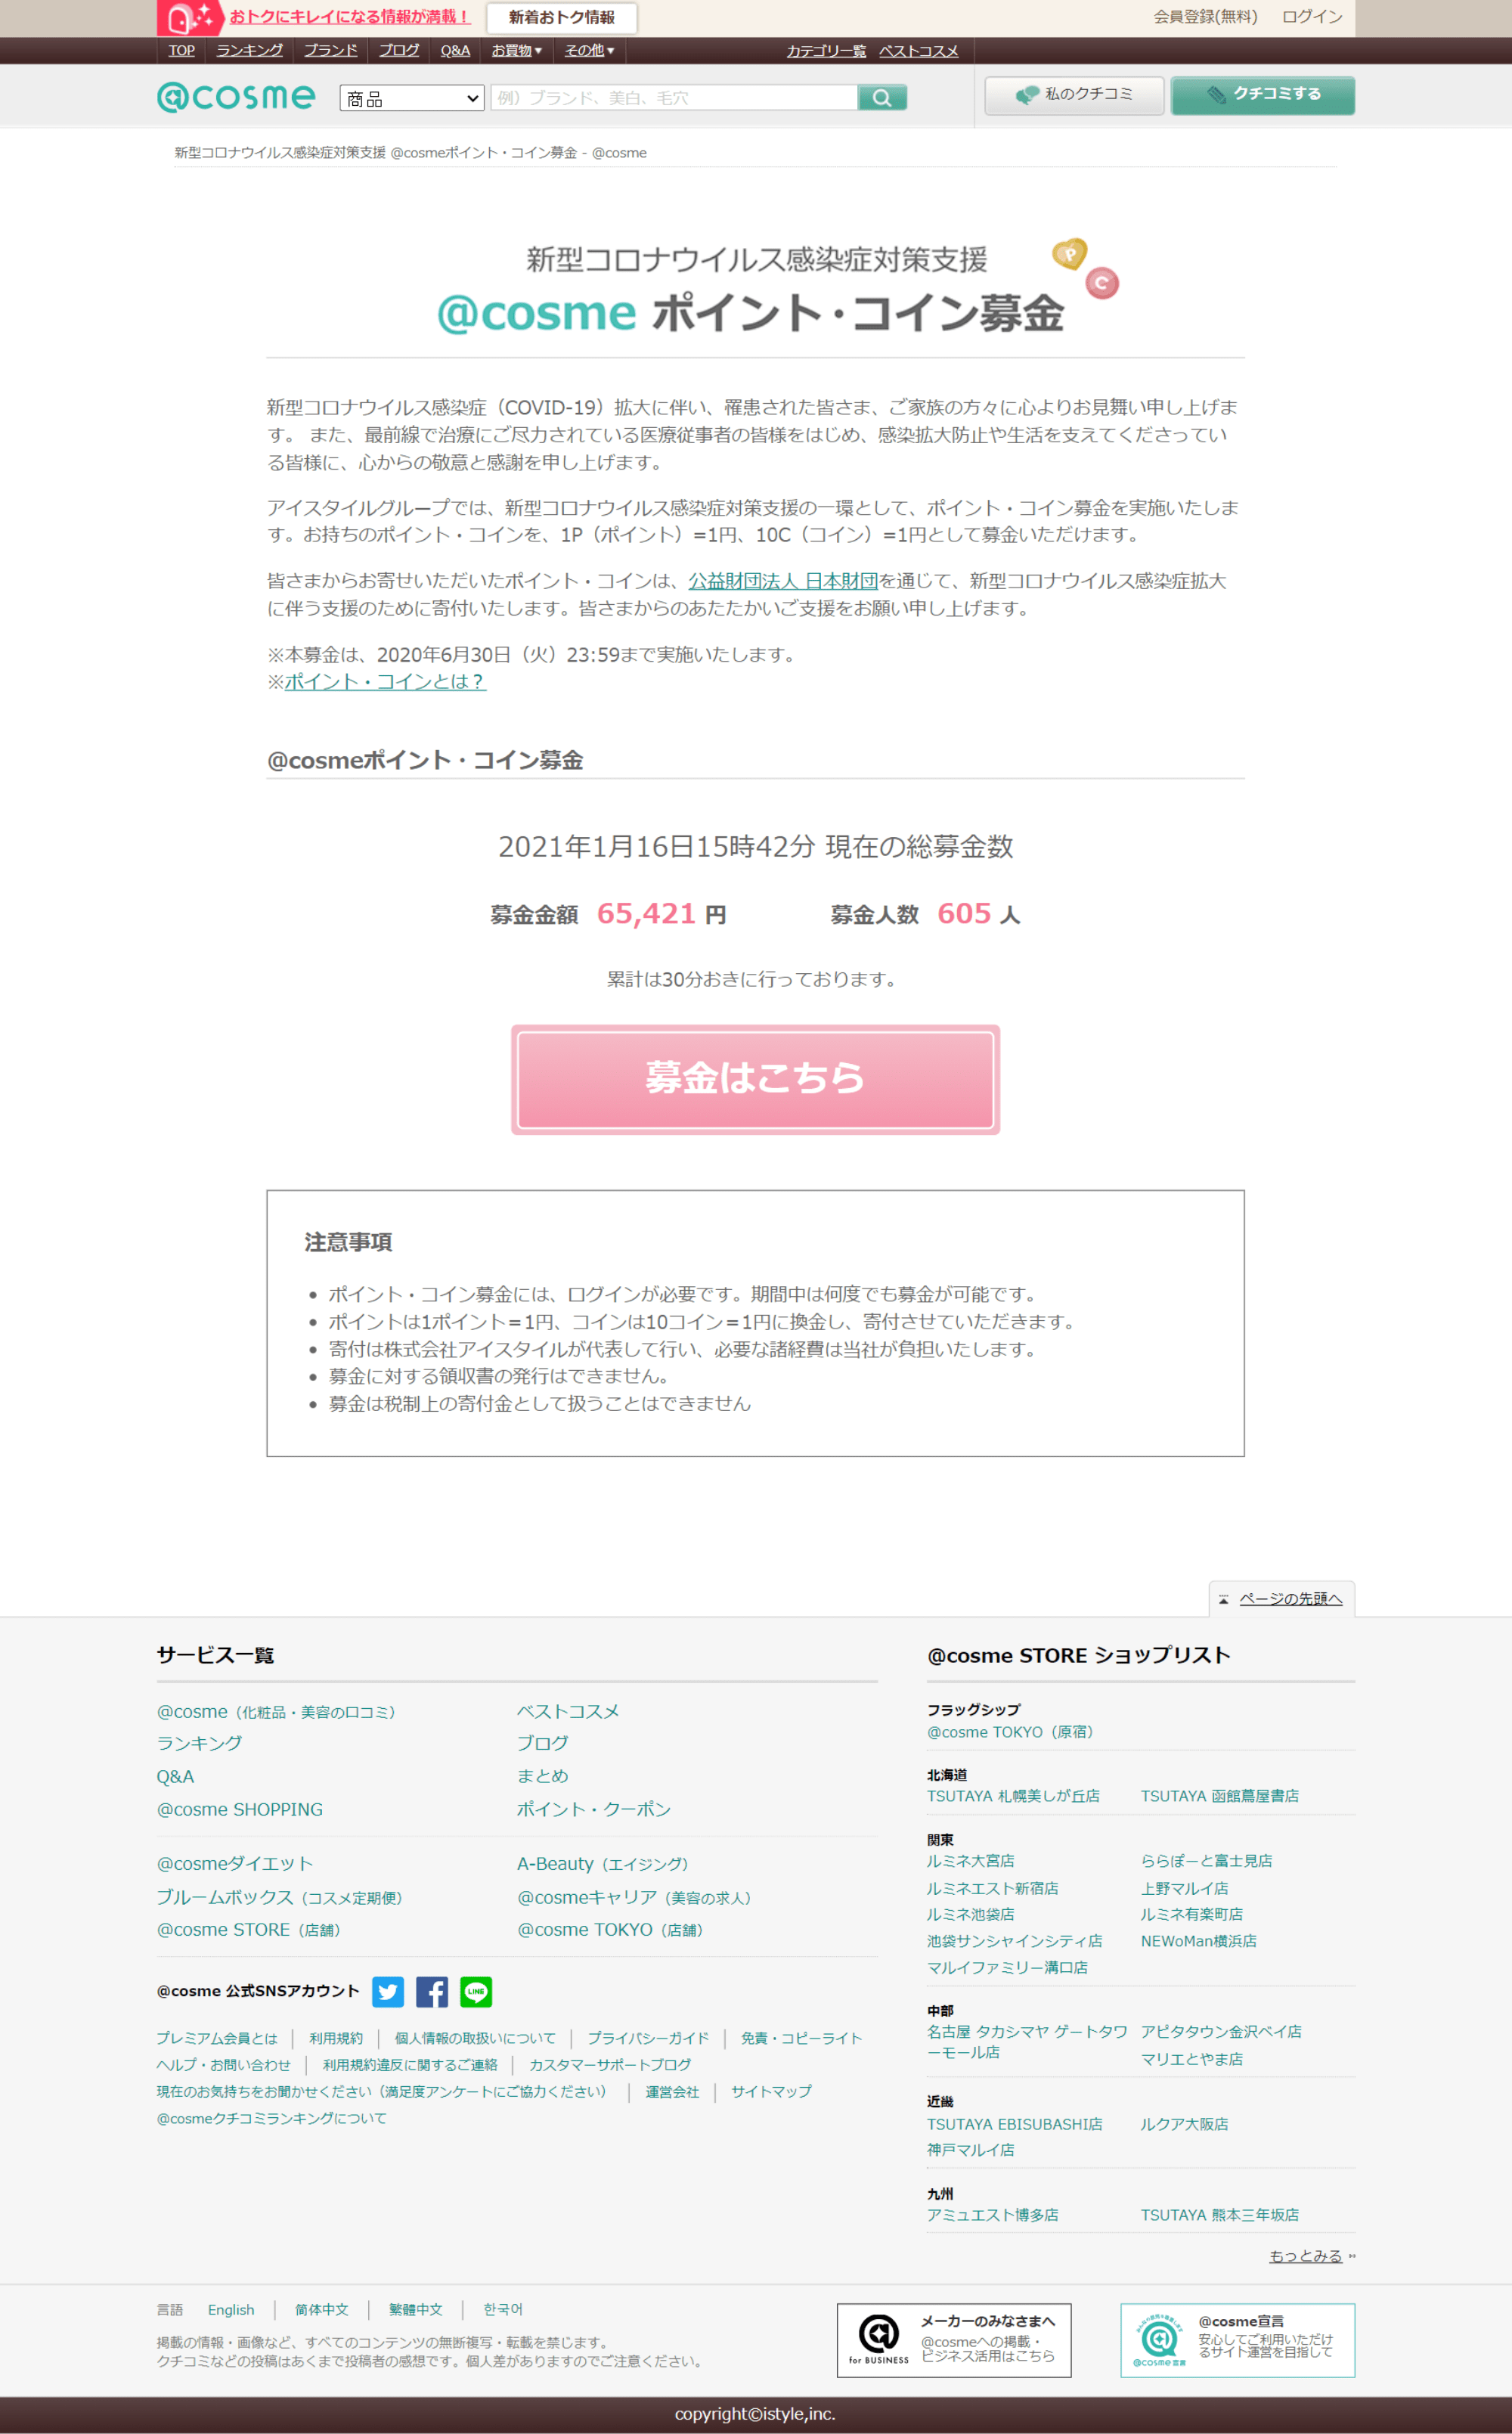 おトクにキレイになる情報が満載！ 新着おトク情報 会員登録(無料) ログイン
TOP ランキング ブランド ブログ Q&A お買物▼ その他▼ カテゴリ一覧 ベストコスメ
@cosme 商品 例）ブランド、美白、毛穴 私のクチコミ クチコミする
新型コロナウイルス感染症対策支援 @cosmeポイント・コイン募金 - @cosme
新型コロナウイルス感染症対策支援
P
C
@cosme ポイント・コイン募金
新型コロナウイルス感染症（COVID-19）拡大に伴い、罹患された皆さま、ご家族の方々に心よりお見舞い申し上げま
す。 また、最前線で治療にご尽力されている医療従事者の皆様をはじめ、感染拡大防止や生活を支えてくださってい
る皆様に、心からの敬意と感謝を申し上げます。
アイスタイルグループでは、新型コロナウイルス感染症対策支援の一環として、ポイント・コイン募金を実施いたしま
す。お持ちのポイント・コインを、1P（ポイント）=1円、10C（コイン）=1円として募金いただけます。
皆さまからお寄せいただいたポイント・コインは、公益財団法人 日本財団を通じて、新型コロナウイルス感染症拡大
に伴う支援のために寄付いたします。皆さまからのあたたかいご支援をお願い申し上げます。
※本募金は、2020年6月30日（火）23:59まで実施いたします。
※ポイント・コインとは？
@cosmeポイント・コイン募金
2021年1月16日15時42分 現在の総募金数
募金金額 65,421 円 募金人数 605 人
累計は30分おきに行っております。
募金はこちら
注意事項
• ポイント・コイン募金には、ログインが必要です。期間中は何度でも募金が可能です。
• ポイントは1ポイント＝1円、コインは10コイン＝1円に換金し、寄付させていただきます。
• 寄付は株式会社アイスタイルが代表して行い、必要な諸経費は当社が負担いたします。
• 募金に対する領収書の発行はできません。
• 募金は税制上の寄付金として扱うことはできません
ページの先頭へ
サービス一覧
@cosme（化粧品・美容の口コミ） ベストコスメ
ランキング ブログ
Q&A まとめ
@cosme SHOPPING ポイント・クーポン
@cosmeダイエット A-Beauty（エイジング）
ブルームボックス（コスメ定期便） @cosmeキャリア（美容の求人）
@cosme STORE（店舗） @cosme TOKYO（店舗）
@cosme 公式SNSアカウント LINE
プレミアム会員とは 利用規約 個人情報の取扱いについて プライバシーガイド 免責・コピーライト
ヘルプ・お問い合わせ 利用規約違反に関するご連絡 カスタマーサポートブログ
現在のお気持ちをお聞かせください（満足度アンケートにご協力ください） 運営会社 サイトマップ
@cosmeクチコミランキングについて
@cosme STORE ショップリスト
フラッグシップ
@cosme TOKYO（原宿）
北海道
TSUTAYA 札幌美しが丘店 TSUTAYA 函館蔦屋書店
関東
ルミネ大宮店 ららぽーと富士見店
ルミネエスト新宿店 上野マルイ店
ルミネ池袋店 ルミネ有楽町店
池袋サンシャインシティ店 NEWoMan横浜店
マルイファミリー溝口店
中部
名古屋 タカシマヤ ゲートタワ アピタタウン金沢ベイ店
ーモール店 マリエとやま店
近畿
TSUTAYA EBISUBASHI店 ルクア大阪店
神戸マルイ店
九州
アミュエスト博多店 TSUTAYA 熊本三年坂店
もっとみる
言語 English 简体中文 繁體中文 한국어
掲載の情報・画像など、すべてのコンテンツの無断複写・転載を禁じます。
クチコミなどの投稿はあくまで投稿者の感想です。個人差がありますのでご注意ください。
for BUSINESS
メーカーのみなさまへ
@cosmeへの掲載・
ビジネス活用はこちら
@cosme宣言
@cosme宣言
安心してご利用いただけ
るサイト運営を目指して
copyright©istyle,inc.